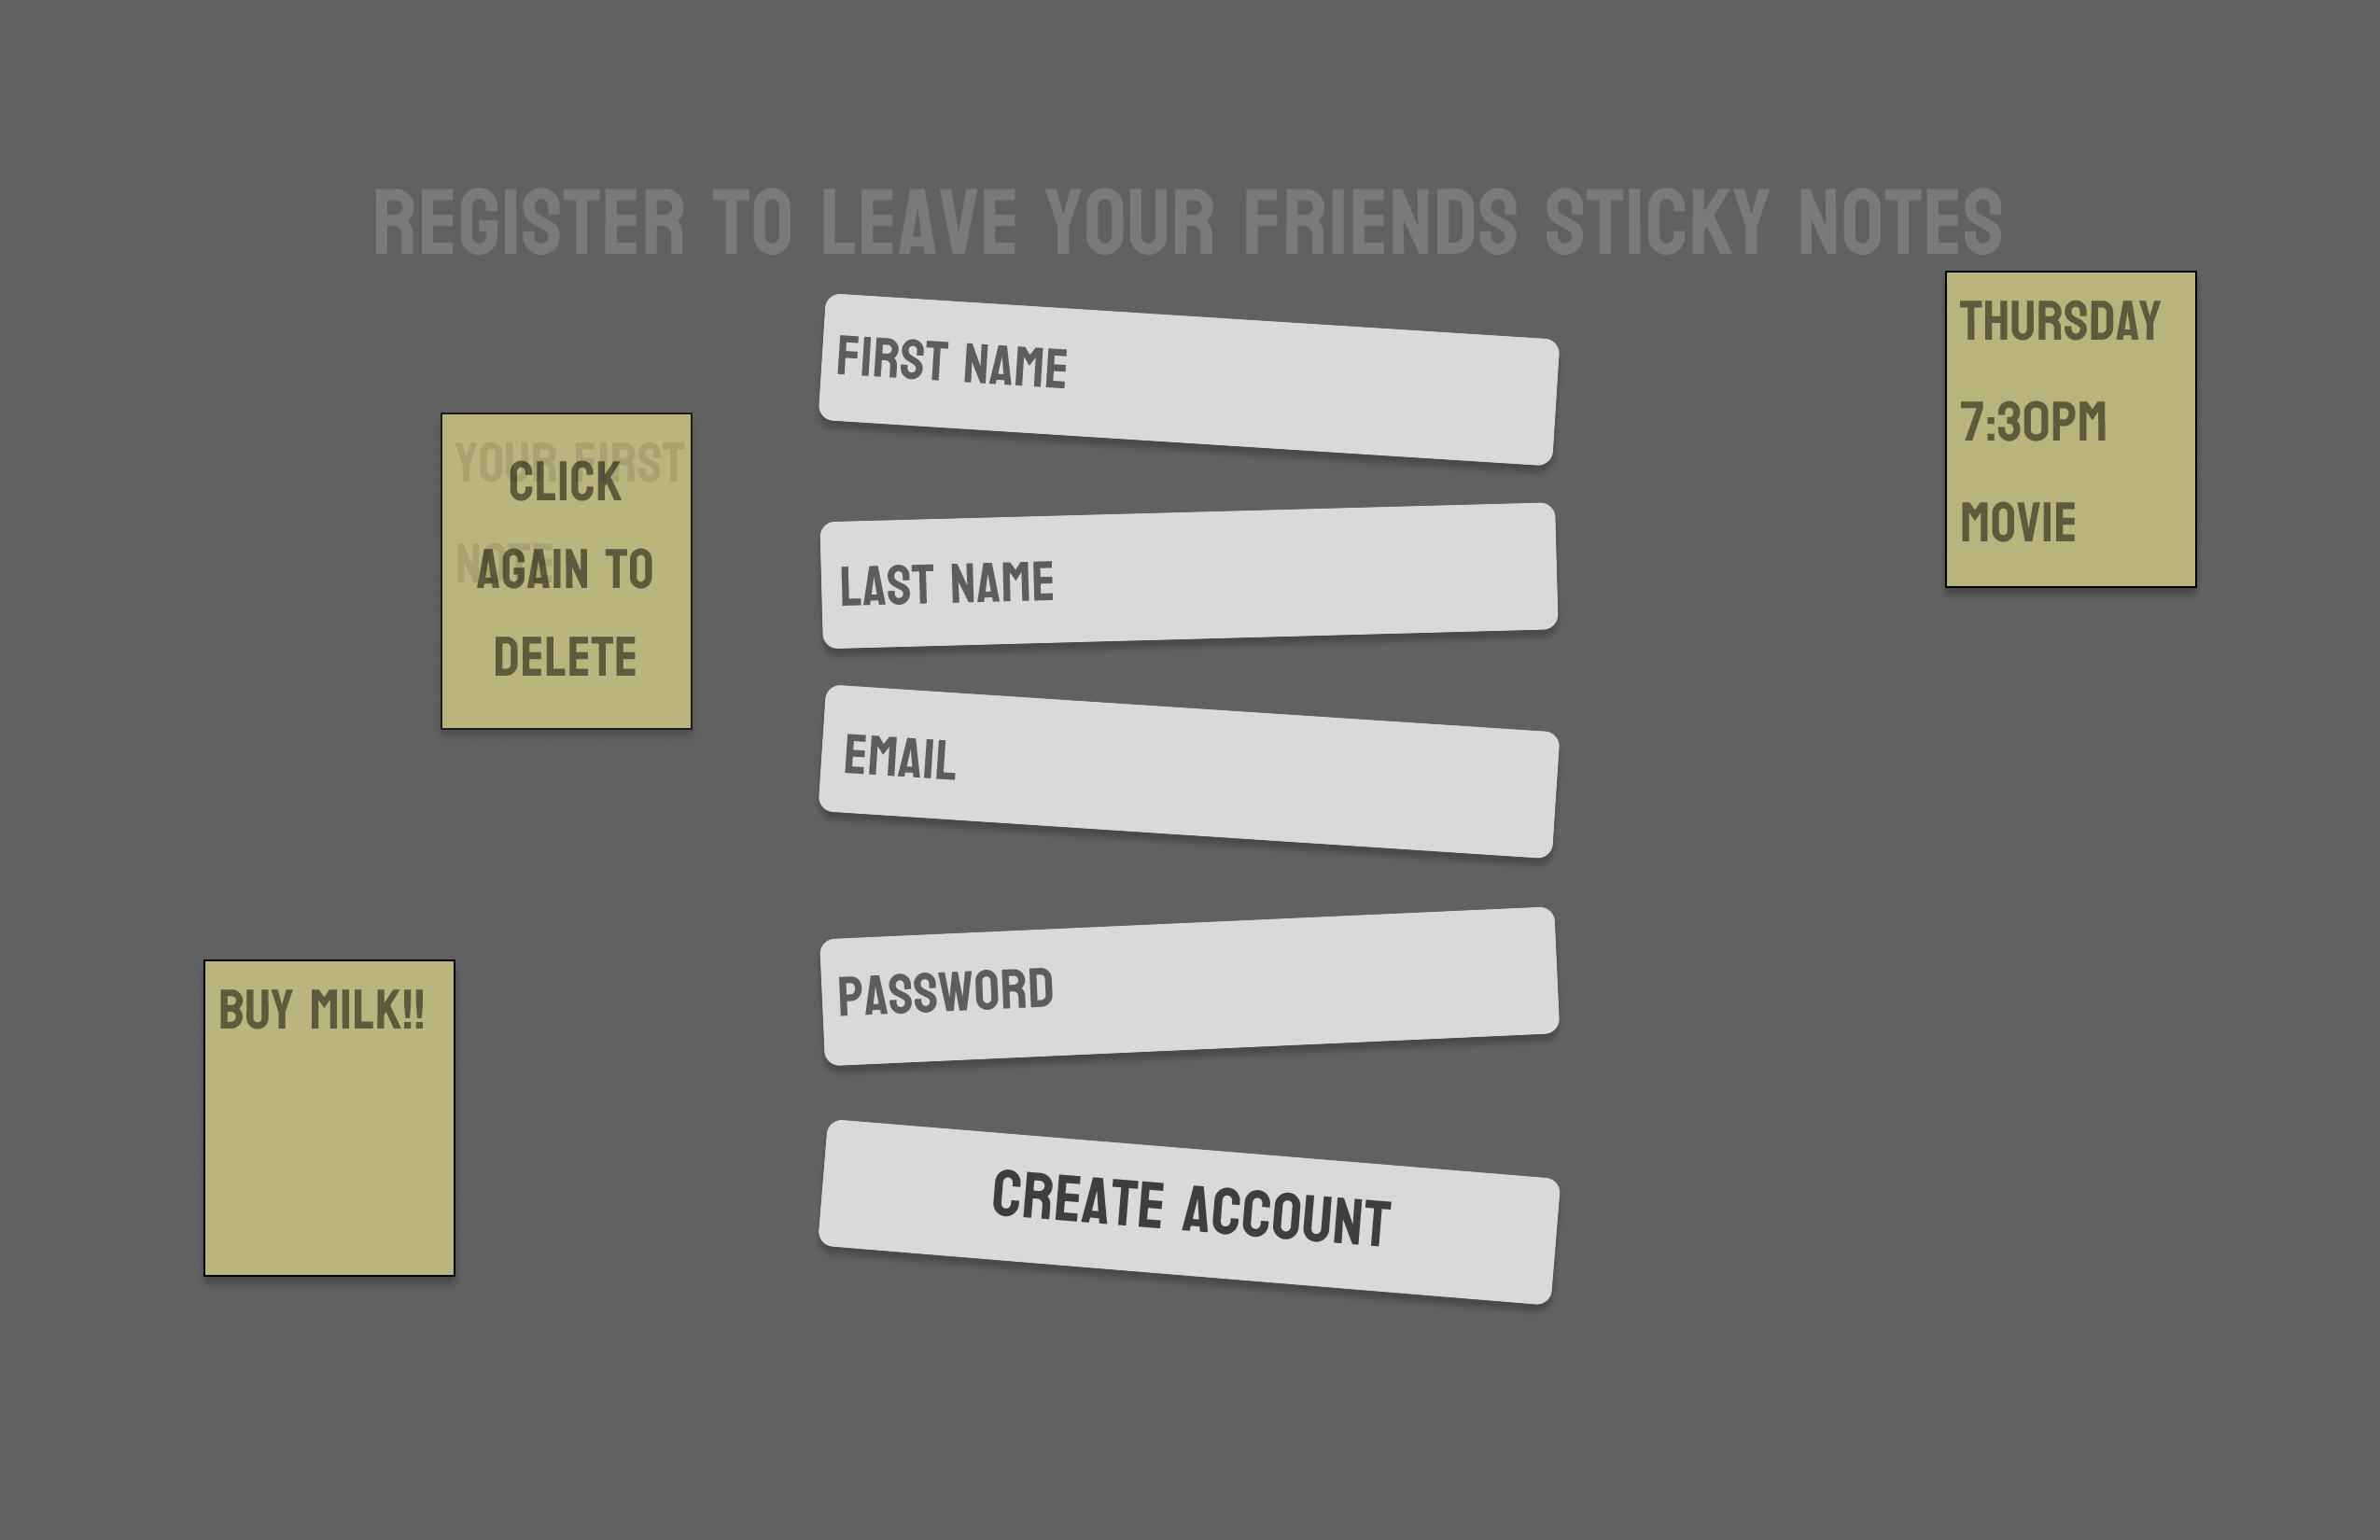 REGISTER TO LEAVE YOUR FRIENDS STICKY NOTES
FIRST NAME
LAST NAME
EMAIL
PASSWORD
CREATE ACCOUNT
YOUR FIRST
NOTE
CLICK
AGAIN TO
DELETE
BUY MILK!!
THURSDAY
7:30PM
MOVIE